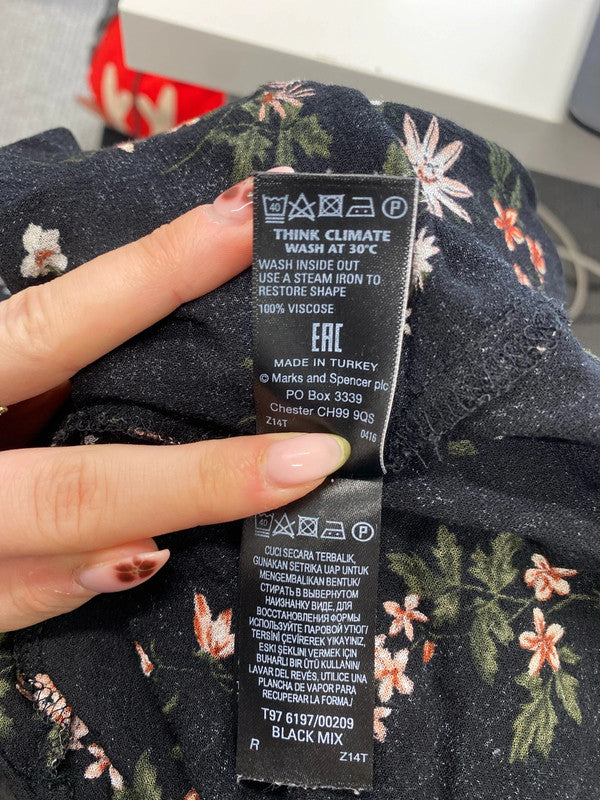 40 P
THINK CLIMATE
WASH AT 30°C
WASH INSIDE OUT
USE A STEAM IRON TO
RESTORE SHAPE
100% VISCOSE
EAC
MADE IN TURKEY
© Marks and Spencer plc
PO Box 3339
Chester CH99 9QS
Z14T 0416
40 P
CUCI SECARA TERBALIK,
GUNAKAN SETRIKA UAP UNTUK
MENGEMBALIKAN BENTUK/
СТИРАТЬ В ВЫВЕРНУТОМ
НАИЗНАНКУ ВИДЕ, ДЛЯ
ВОССТАНОВЛЕНИЯ ФОРМЫ
ИСПОЛЬЗУЙТЕ ПАРОВОЙ УТЮГ/
TERSİNİ ÇEVİREREK YIKAYINIZ,
ESKİ ŞEKLİNİ VERMEK İÇİN
BUHARLI BİR ÜTÜ KULLANIN/
LAVAR DEL REVÉS, UTILICE UNA
PLANCHA DE VAPOR PARA
RECUPERAR LA FORMA/
T97 6197/00209
BLACK MIX
R Z14T